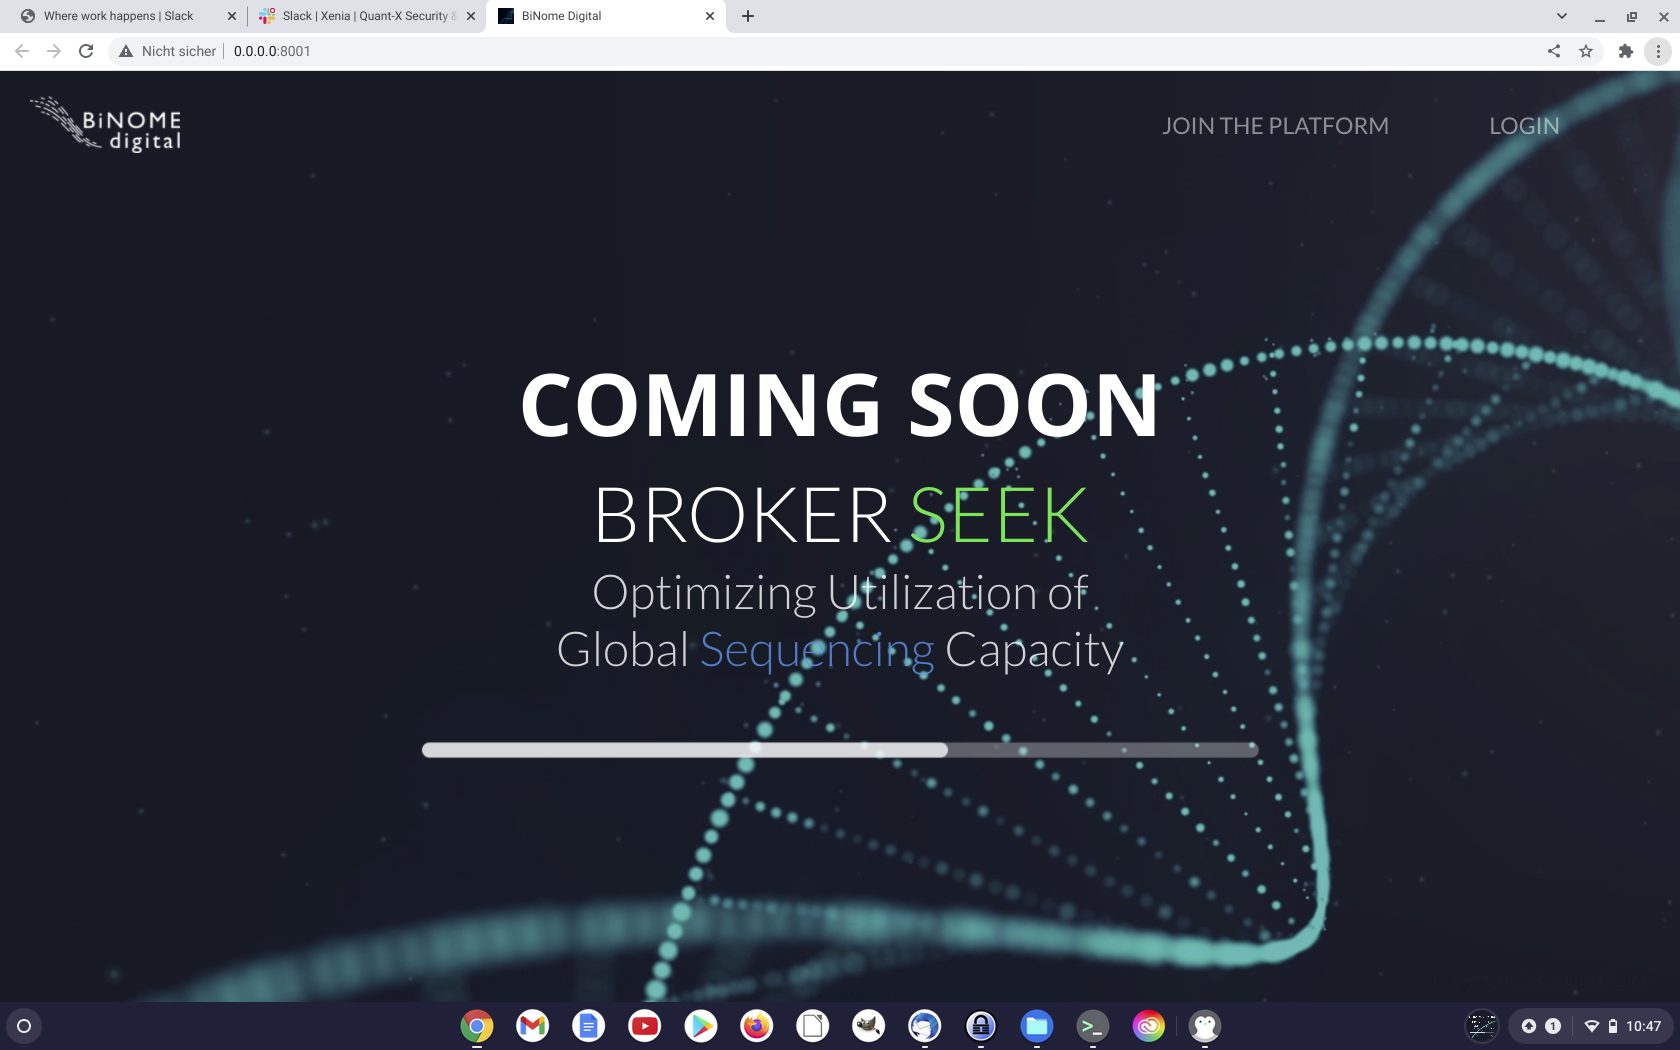 Where work happens | Slack
Slack | Xenia | Quant-X Security &
BiNome Digital
Nicht sicher
0.0.0.0:8001
BiNOME
digital
JOIN THE PLATFORM
LOGIN
COMING SOON
BROKER SEEK
Optimizing Utilization of
Global Sequencing Capacity
1
10:47